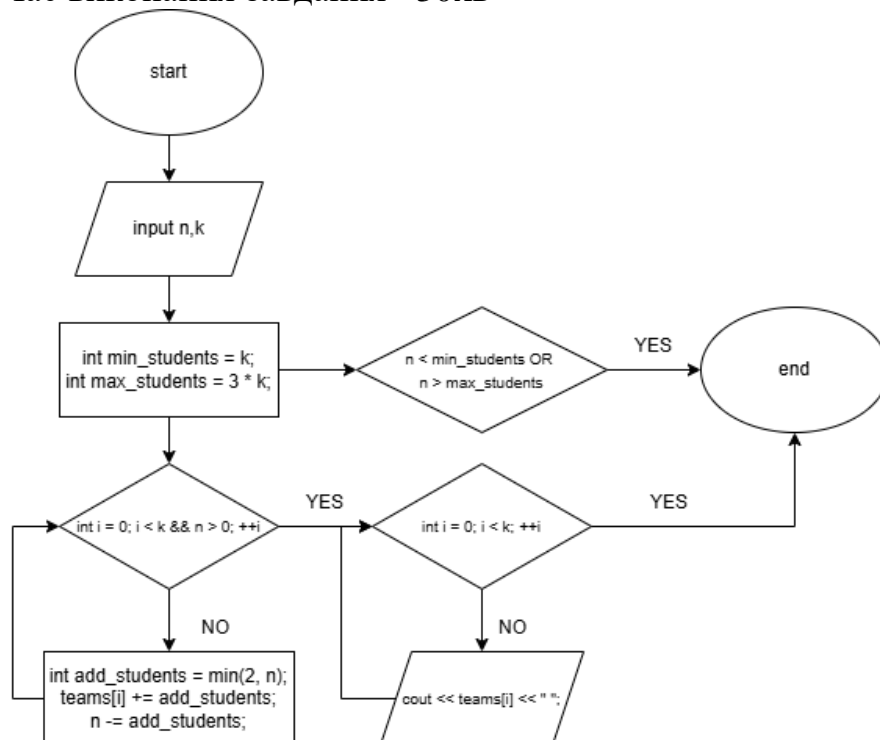 start
input n,k
int min_students = k;
int max_students = 3 * k;
n < min_students OR
n > max_students
YES
end
int i = 0; i < k && n > 0; ++i
YES
int i = 0; i < k; ++i
YES
NO
int add_students = min(2, n);
teams[i] += add_students;
n -= add_students;
NO
cout << teams[i] << " ";